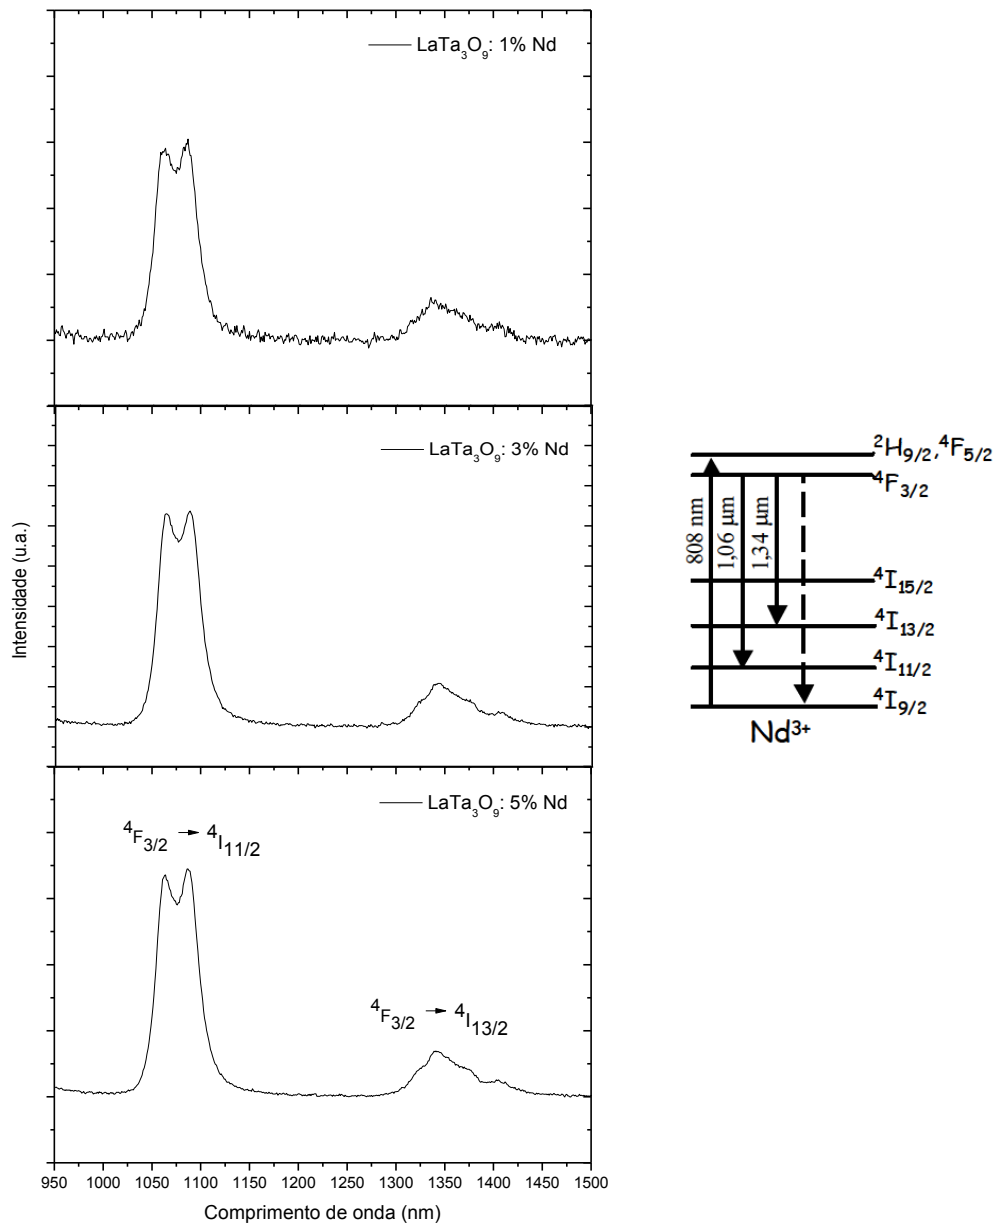 LaTa₃O₉: 1% Nd
LaTa₃O₉: 3% Nd
LaTa₃O₉: 5% Nd
⁴F₃/₂ → ⁴I₁₁/₂
⁴F₃/₂ → ⁴I₁₃/₂
950 1000 1050 1100 1150 1200 1250 1300 1350 1400 1450 1500
Comprimento de onda (nm)
Intensidade (u.a.)
²H₉/₂,⁴F₅/₂
⁴F₃/₂
808 nm
1,06 µm
1,34 µm
⁴I₁₅/₂
⁴I₁₃/₂
⁴I₁₁/₂
⁴I₉/₂
Nd³⁺